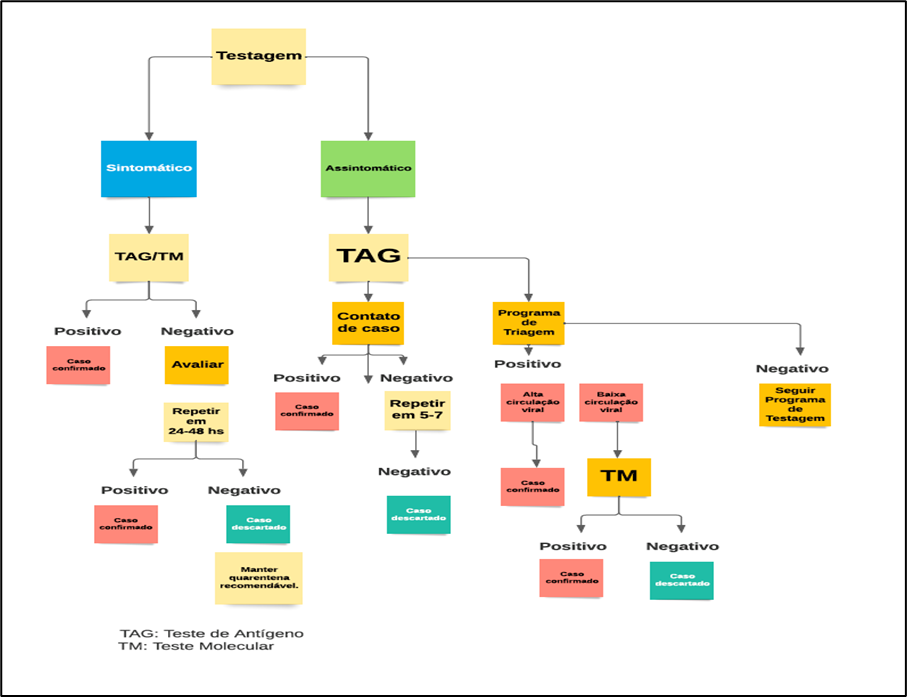 Testagem
Sintomático
Assintomático
TAG/TM
TAG
Contato
de caso
Programa
de
Triagem
Positivo
Negativo
Caso
confirmado
Avaliar
Repetir
em
24-48 hs
Positivo
Negativo
Caso
confirmado
Caso
descartado
Manter
quarentena
recomendável.
Positivo
Negativo
Caso
confirmado
Repetir
em 5-7
Negativo
Caso
descartado
Positivo
Alta
circulação
viral
Baixa
circulação
viral
Caso
confirmado
TM
Positivo
Negativo
Caso
confirmado
Caso
descartado
Negativo
Seguir
Programa
de
Testagem
TAG: Teste de Antígeno
TM: Teste Molecular